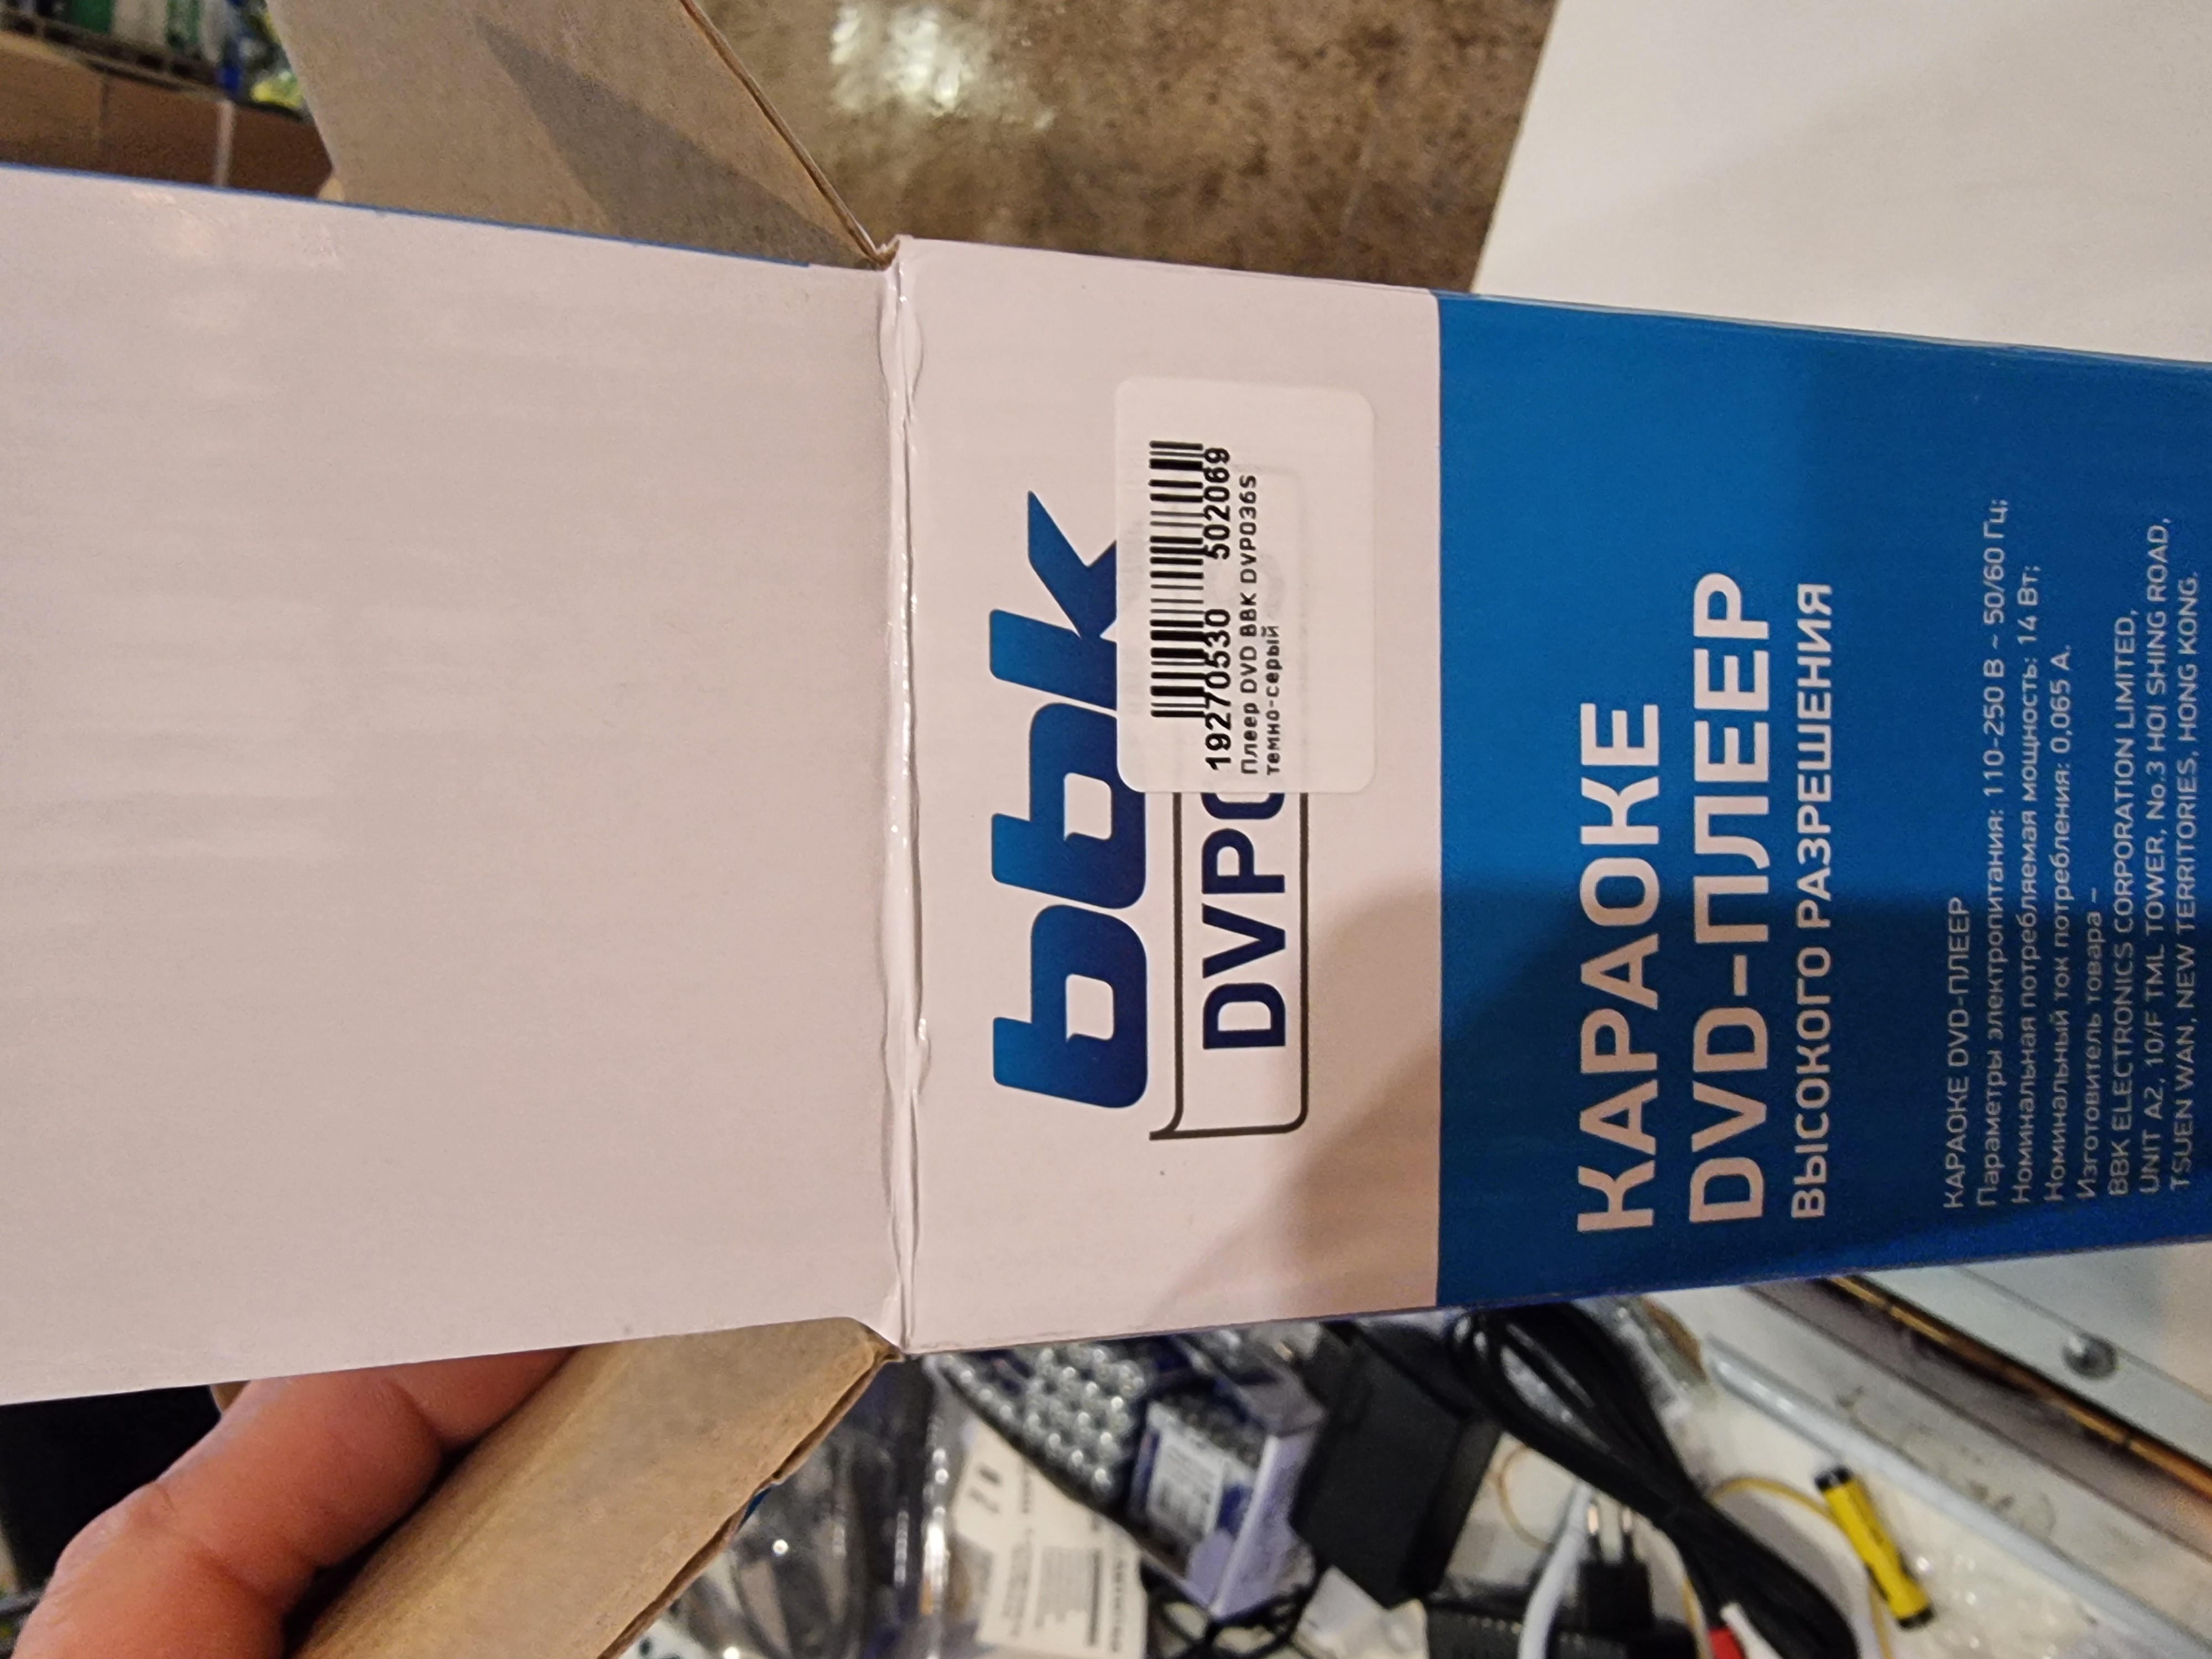 bbk
DVP0
19270530 502069
Плеер DVD BBK DVP036S
темно-серый
КАРАОКЕ
DVD-ПЛЕЕР
ВЫСОКОГО РАЗРЕШЕНИЯ
КАРАОКЕ DVD-ПЛЕЕР
Параметры электропитания: 110-250 В ~ 50/60 Гц;
Номинальная потребляемая мощность: 14 Вт;
Номинальный ток потребления: 0,065 А.
Изготовитель товара –
BBK ELECTRONICS CORPORATION LIMITED,
UNIT A2, 10/F TML TOWER, No.3 HOI SHING ROAD,
TSUEN WAN, NEW TERRITORIES, HONG KONG.